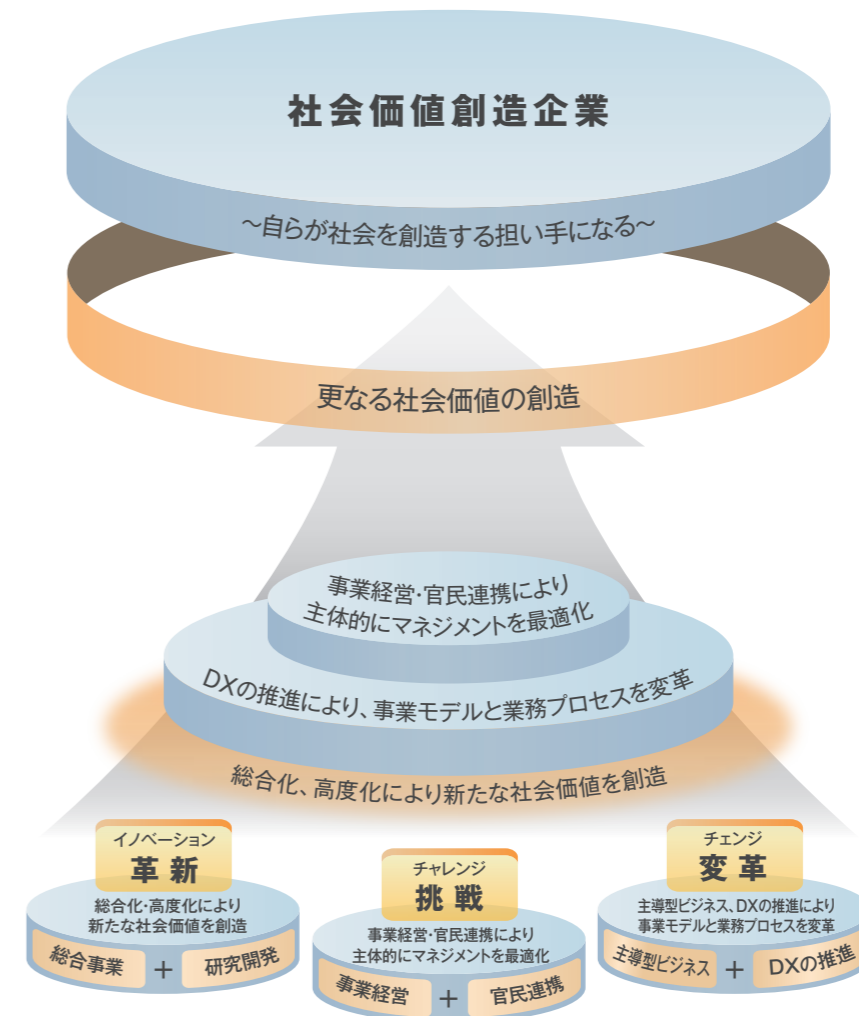 社会価値創造企業
～自らが社会を創造する担い手になる～
更なる社会価値の創造
事業経営・官民連携により
主体的にマネジメントを最適化
DXの推進により、事業モデルと業務プロセスを変革
総合化、高度化により新たな社会価値を創造
イノベーション
革新
総合化・高度化により
新たな社会価値を創造
総合事業 + 研究開発
チャレンジ
挑戦
事業経営・官民連携により
主体的にマネジメントを最適化
事業経営 + 官民連携
チェンジ
変革
主導型ビジネス、DXの推進により
事業モデルと業務プロセスを変革
主導型ビジネス + DXの推進